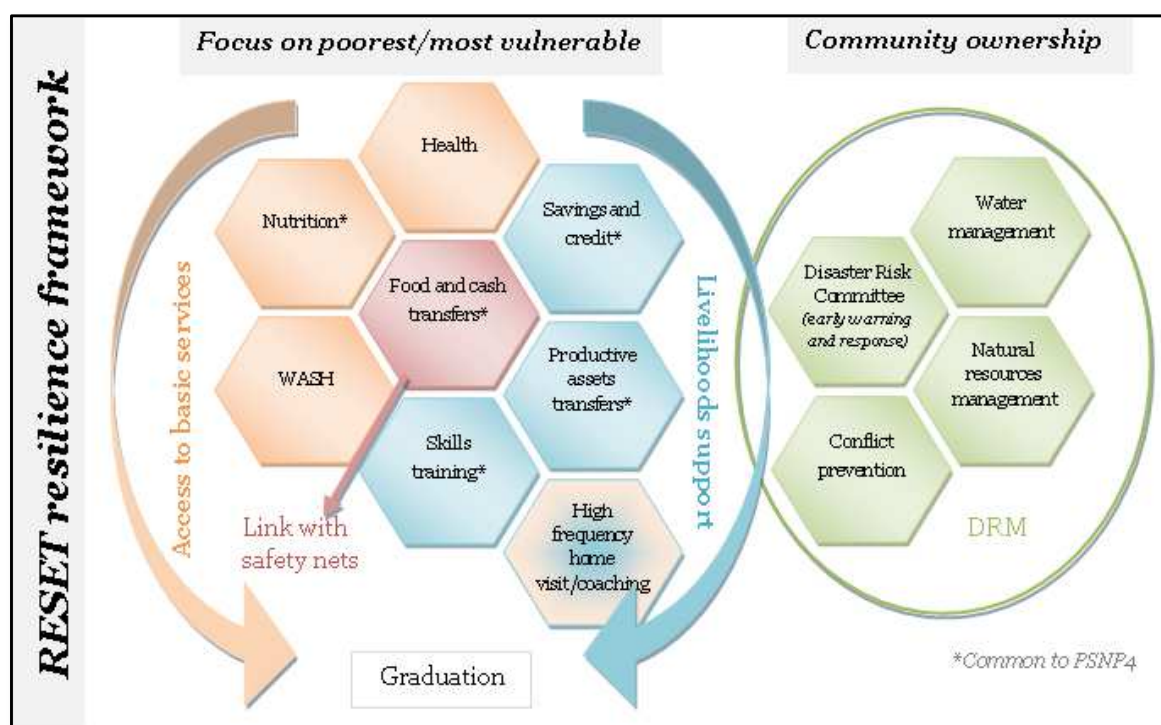 RESET resilience framework
Focus on poorest/most vulnerable
Community ownership
Access to basic services
Health
Nutrition*
WASH
Food and cash
transfers*
Savings and
credit*
Productive
assets
transfers*
Skills
training*
High
frequency
home
visit/coaching
Link with
safety nets
Livelihoods support
Graduation
Water
management
Disaster Risk
Committee
(early warning
and response)
Natural
resources
management
Conflict
prevention
DRM
*Common to PSNP4